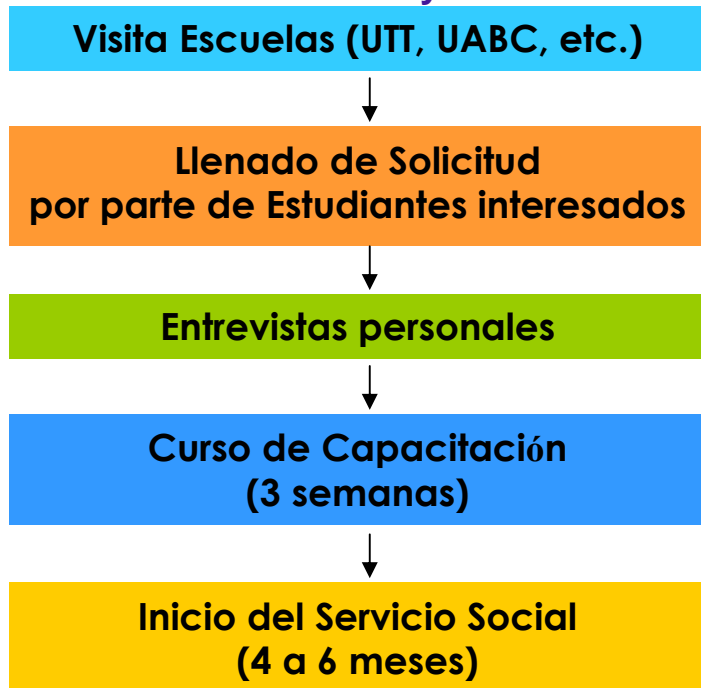 Visita Escuelas (UTT, UABC, etc.)
Llenado de Solicitud
por parte de Estudiantes interesados
Entrevistas personales
Curso de Capacitación
(3 semanas)
Inicio del Servicio Social
(4 a 6 meses)